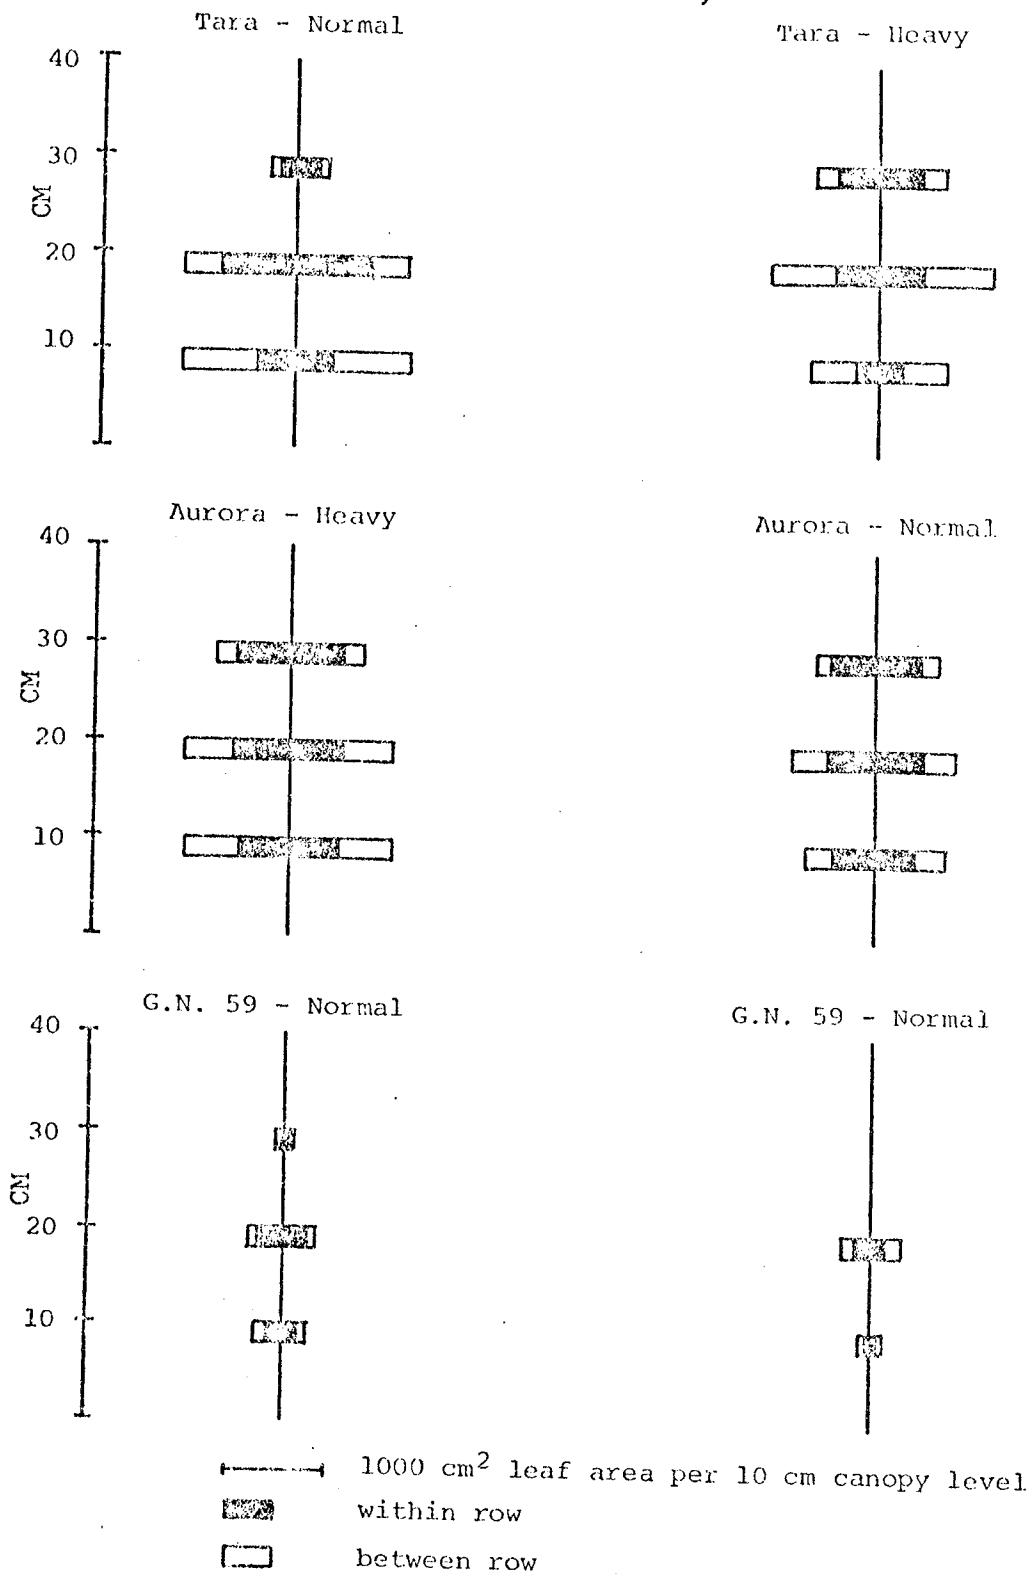 Tara - Normal
Tara - Heavy
40
30
20
10
CM
Aurora - Heavy
Aurora - Normal
40
30
20
10
CM
G.N. 59 - Normal
G.N. 59 - Normal
40
30
20
10
CM
1000 cm² leaf area per 10 cm canopy level
within row
between row